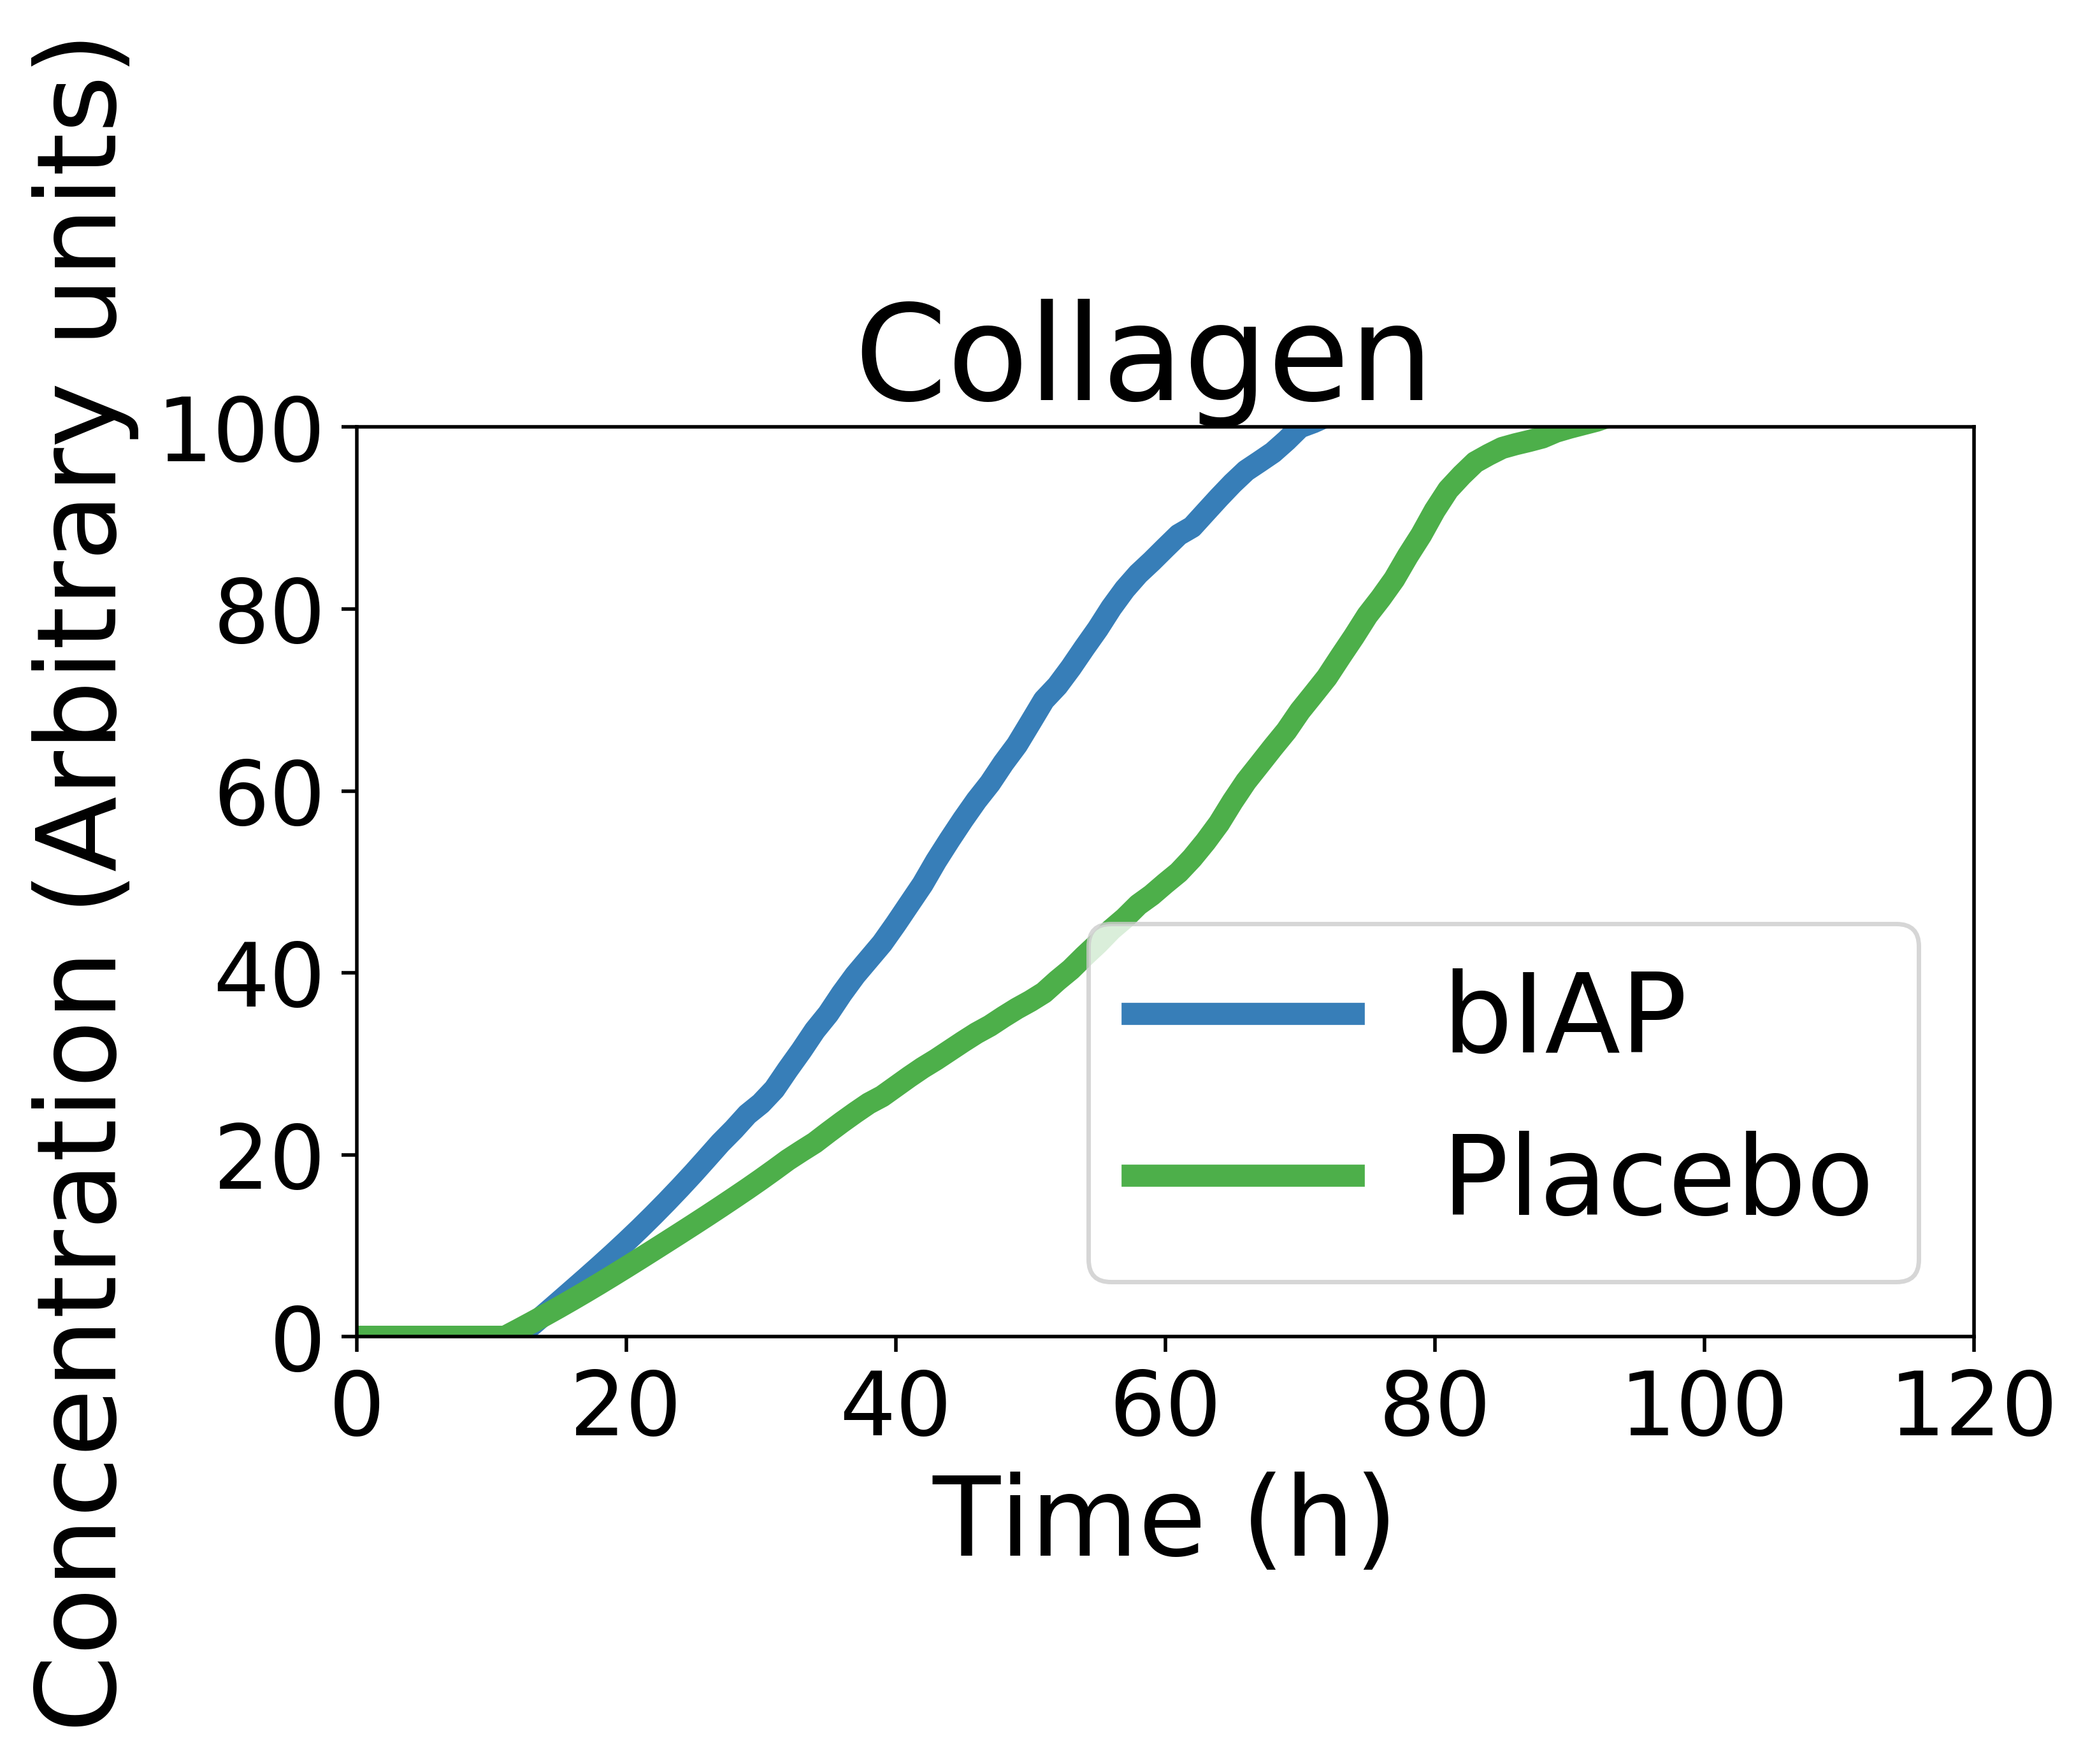 Collagen
Concentration (Arbitrary units)
100
80
60
40
20
0
0 20 40 60 80 100 120
Time (h)
bIAP
Placebo